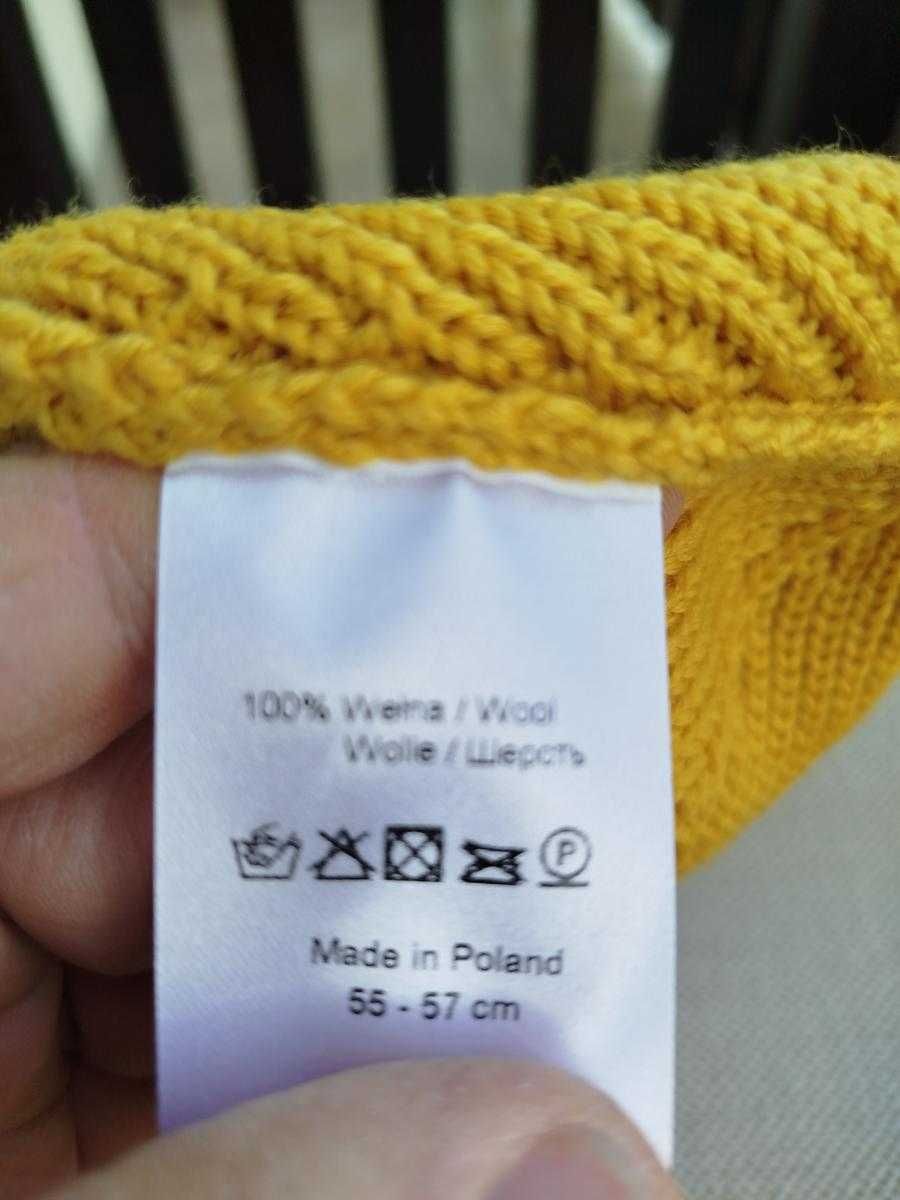 100% Wełna / Wool
Wolle / Шерсть
P
Made in Poland
55 - 57 cm